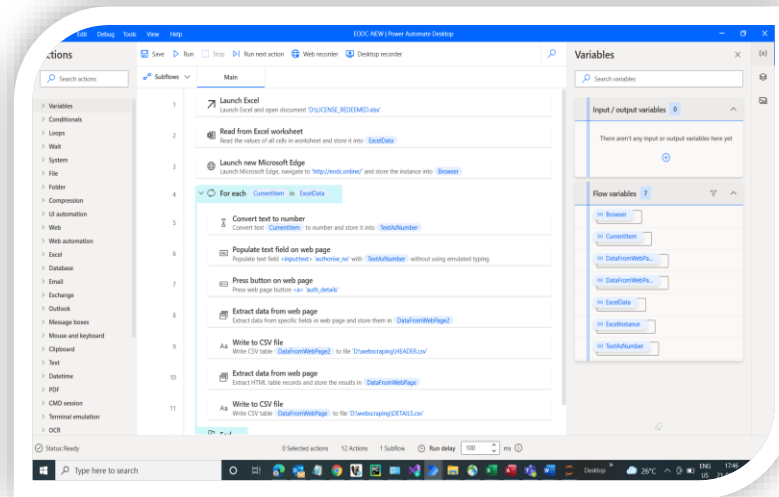 Edit Debug Tools View Help
EODC-NEW | Power Automate Desktop
ctions
Search actions
Variables
Conditionals
Loops
Wait
System
File
Folder
Compression
UI automation
Web
Web automation
Excel
Database
Email
Exchange
Outlook
Message boxes
Mouse and keyboard
Clipboard
Text
Datetime
PDF
CMD session
Terminal emulation
OCR
Save Run Stop Run next action Web recorder Desktop recorder
Subflows Main
1 Launch Excel
Launch Excel and open document 'D:\LICENSE_REDEEMED.xlsx'
2 Read from Excel worksheet
Read the values of all cells in worksheet and store it into ExcelData
3 Launch new Microsoft Edge
Launch Microsoft Edge, navigate to 'http://eodc.online/' and store the instance into Browser
4 For each CurrentItem in ExcelData
5 Convert text to number
Convert text CurrentItem to number and store it into TextAsNumber
6 Populate text field on web page
Populate text field <input:text> 'authorise_no' with TextAsNumber without using emulated typing
7 Press button on web page
Press web page button <a> 'auth_details'
8 Extract data from web page
Extract data from specific fields in web page and store them in DataFromWebPage2
9 Write to CSV file
Write CSV table DataFromWebPage2 to file 'D:\webscraping\HEADER.csv'
10 Extract data from web page
Extract HTML table records and store the results in DataFromWebPage
11 Write to CSV file
Write CSV table DataFromWebPage to file 'D:\webscraping\DETAILS.csv'
End
Variables
{x}
Search variables
Input / output variables 0
There aren't any input or output variables here yet
Flow variables 7
(x) Browser
(x) CurrentItem
(x) DataFromWebPa...
(x) DataFromWebPa...
(x) ExcelData
(x) ExcelInstance
(x) TextAsNumber
Status: Ready 0 Selected actions 12 Actions 1 Subflow Run delay 100 ms
Type here to search
Desktop
26°C
ENG
US
17:46